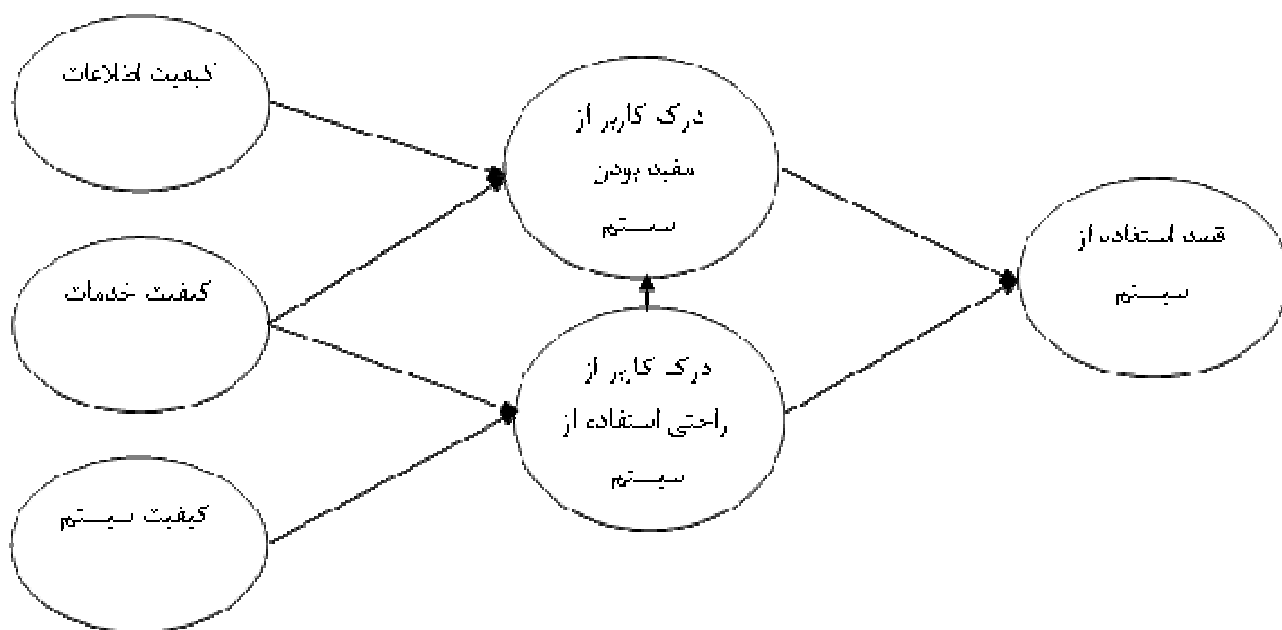 کیفیت اطلاعات
درک کاربر از
مفید بودن
سیستم
قصد استفاده از
سیستم
کیفیت خدمات
درک کاربر از
راحتی استفاده از
سیستم
کیفیت سیستم